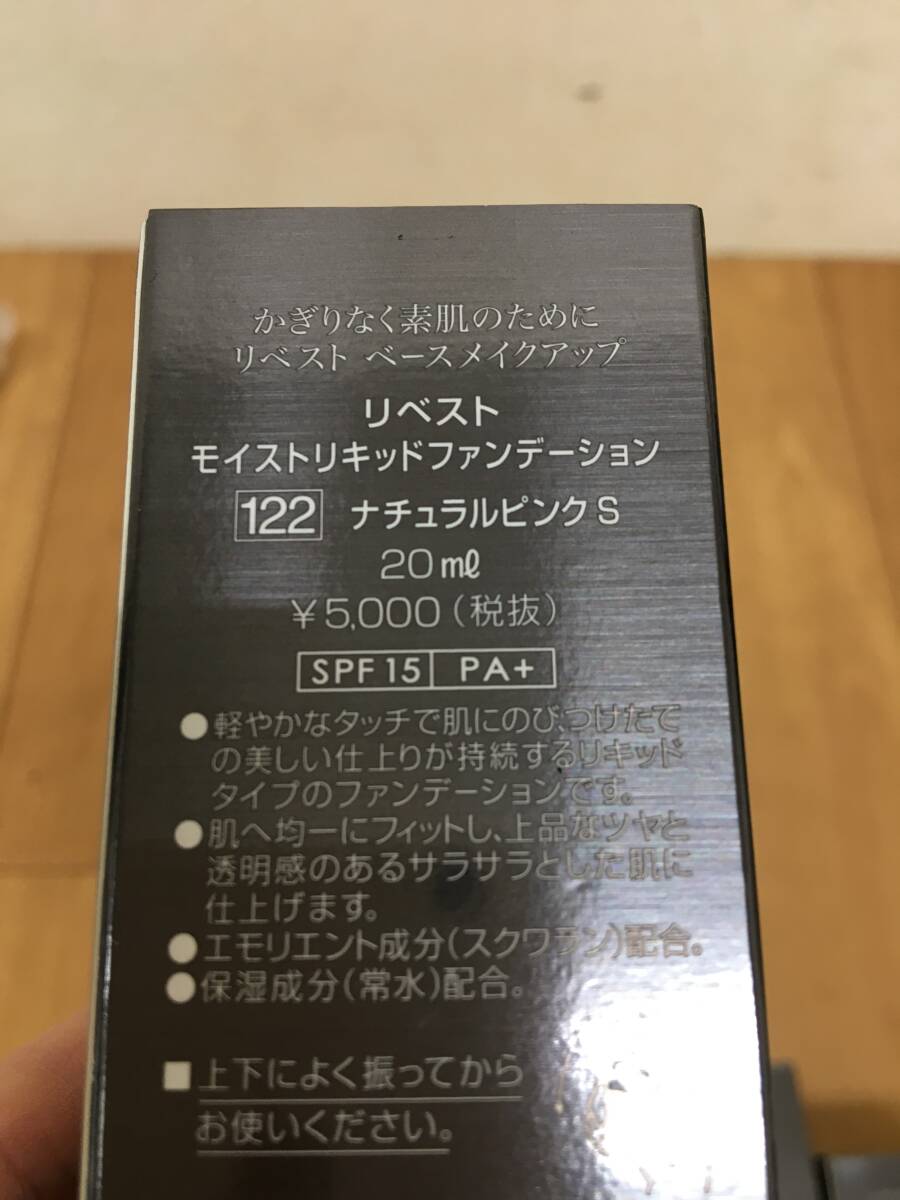 かぎりなく素肌のために
リベスト ベースメイクアップ
リベスト
モイストリキッドファンデーション
122 ナチュラルピンク S
20㎖
￥5,000（税抜）
SPF 15 PA+
●軽やかなタッチで肌にのび、つけたて
の美しい仕上りが持続するリキッド
タイプのファンデーションです。
●肌へ均一にフィットし、上品なツヤと
透明感のあるサラサラとした肌に
仕上げます。
●エモリエント成分（スクワラン）配合。
●保湿成分（常水）配合。
■上下によく振ってから
お使いください。